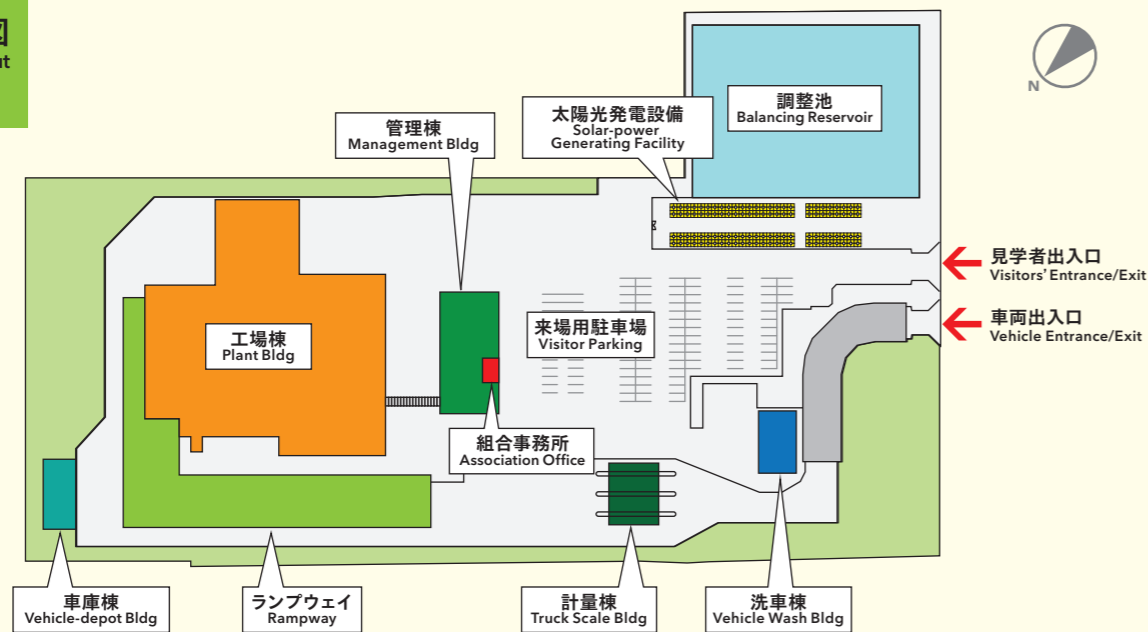 図
調整池
Balancing Reservoir
太陽光発電設備
Solar-power
Generating Facility
管理棟
Management Bldg
N
見学者出入口
Visitors' Entrance/Exit
車両出入口
Vehicle Entrance/Exit
来場用駐車場
Visitor Parking
工場棟
Plant Bldg
組合事務所
Association Office
車庫棟
Vehicle-depot Bldg
ランプウェイ
Rampway
計量棟
Truck Scale Bldg
洗車棟
Vehicle Wash Bldg